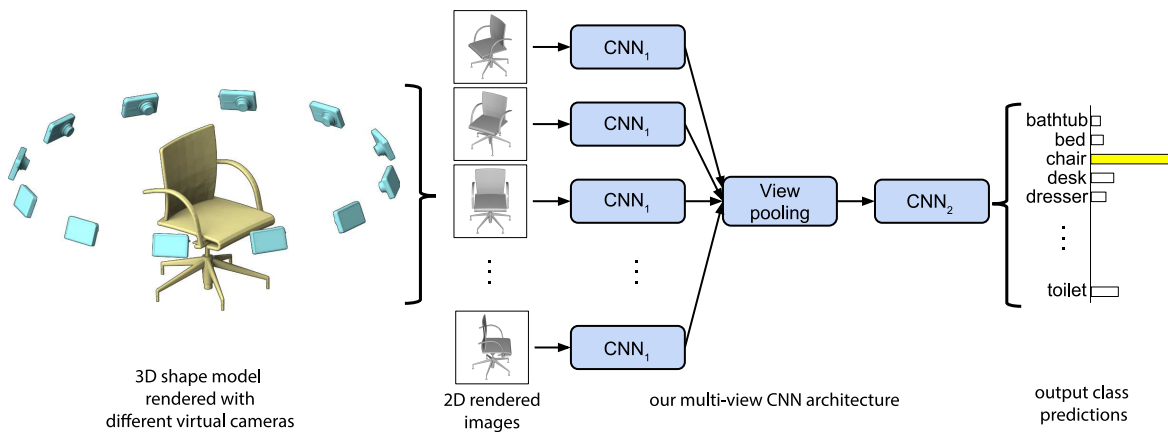 CNN₁
CNN₁
CNN₁
CNN₁
View
pooling
CNN₂
bathtub
bed
chair
desk
dresser
toilet
3D shape model
rendered with
different virtual cameras
2D rendered
images
our multi-view CNN architecture
output class
predictions